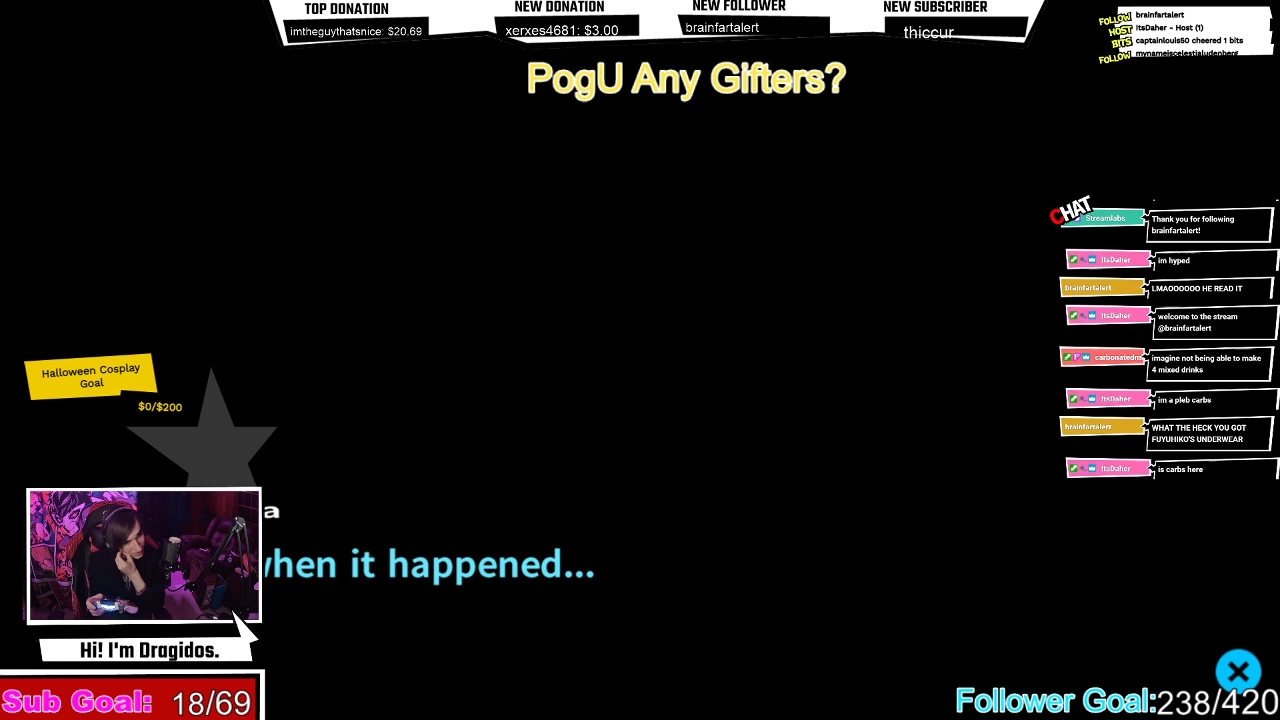 TOP DONATION
imtheguythatsnice: $20.69
NEW DONATION
xerxes4681: $3.00
NEW FOLLOWER
brainfartalert
NEW SUBSCRIBER
thiccur
FOLLOW brainfartalert
HOST ItsDaher - Host (1)
BITS captainlouis50 cheered 1 bits
FOLLOW mynameiscelestialudenberg
PogU Any Gifters?
CHAT
Streamlabs
Thank you for following
brainfartalert!
ItsDaher
im hyped
brainfartalert
LMAOOOOOO HE READ IT
ItsDaher
welcome to the stream
@brainfartalert
imagine not being able to make
4 mixed drinks
ItsDaher
im a pleb carbs
brainfartalert
WHAT THE HECK YOU GOT
FUYUHIKO'S UNDERWEAR
ItsDaher
is carbs here
Halloween Cosplay
Goal
$0/$200
a
when it happened...
Hi! I'm Dragidos.
Sub Goal: 18/69
Follower Goal:238/420